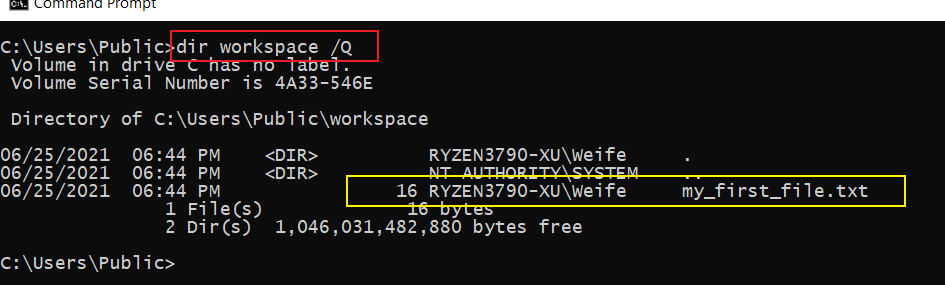 Command Prompt
C:\Users\Public>dir workspace /Q
Volume in drive C has no label.
Volume Serial Number is 4A33-546E
Directory of C:\Users\Public\workspace
06/25/2021 06:44 PM <DIR> RYZEN3790-XU\Weife .
06/25/2021 06:44 PM <DIR> NT AUTHORITY\SYSTEM ..
06/25/2021 06:44 PM 16 RYZEN3790-XU\Weife my_first_file.txt
1 File(s) 16 bytes
2 Dir(s) 1,046,031,482,880 bytes free
C:\Users\Public>